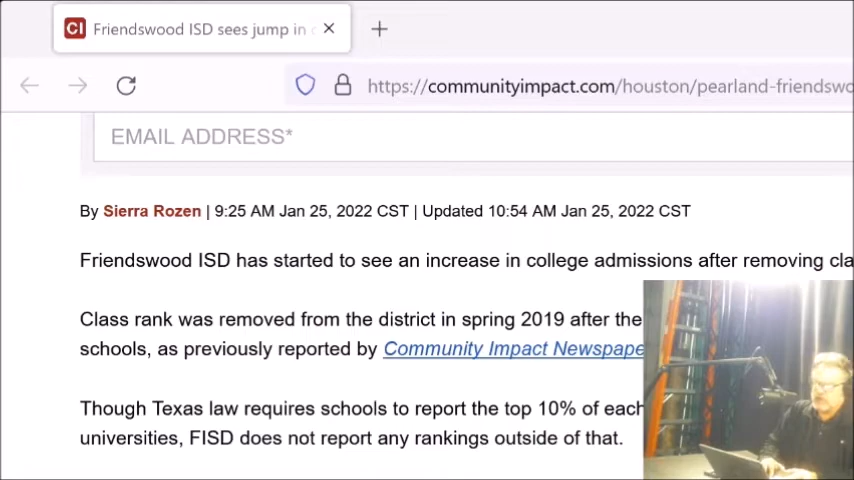 CI Friendswood ISD sees jump in
https://communityimpact.com/houston/pearland-friendswo
EMAIL ADDRESS*
By Sierra Rozen | 9:25 AM Jan 25, 2022 CST | Updated 10:54 AM Jan 25, 2022 CST
Friendswood ISD has started to see an increase in college admissions after removing cla
Class rank was removed from the district in spring 2019 after the
schools, as previously reported by Community Impact Newspape
Though Texas law requires schools to report the top 10% of each
universities, FISD does not report any rankings outside of that.